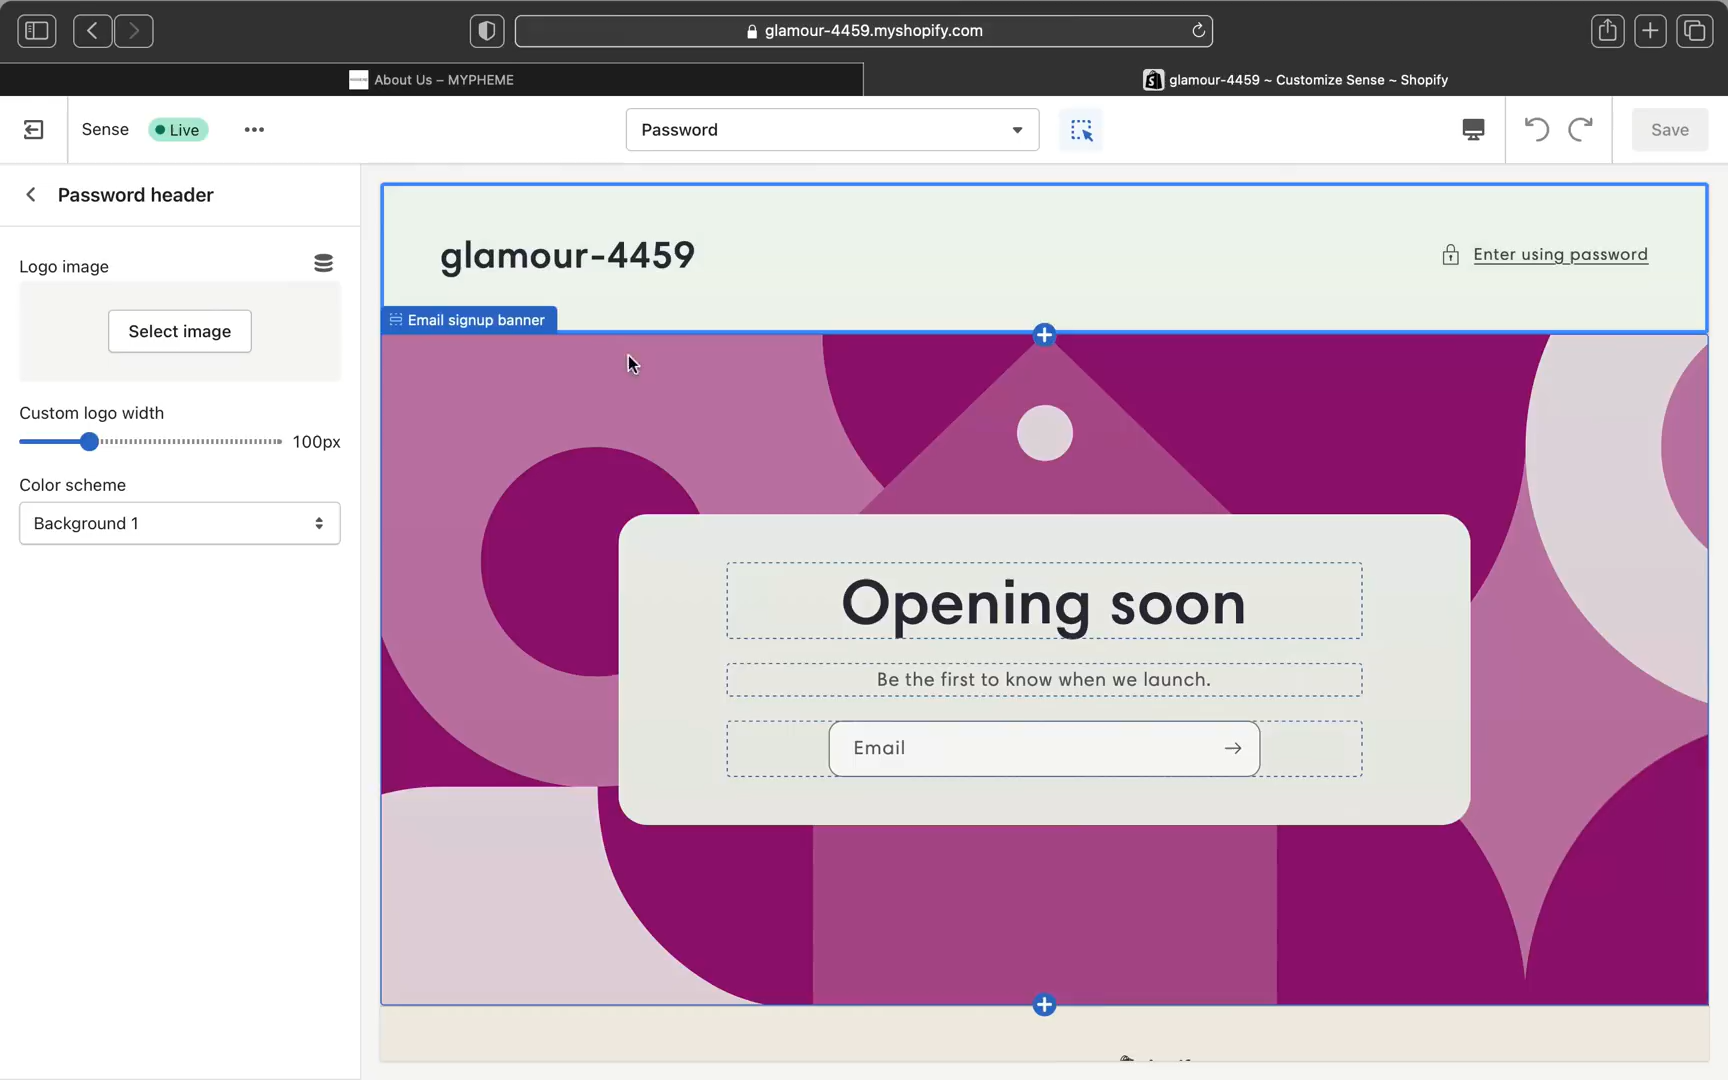 glamour-4459.myshopify.com
About Us – MYPHEME
glamour-4459 ~ Customize Sense ~ Shopify
Sense
Live
Password
Save
Password header
Logo image
Select image
Custom logo width
100px
Color scheme
Background 1
glamour-4459
Enter using password
Email signup banner
Opening soon
Be the first to know when we launch.
Email